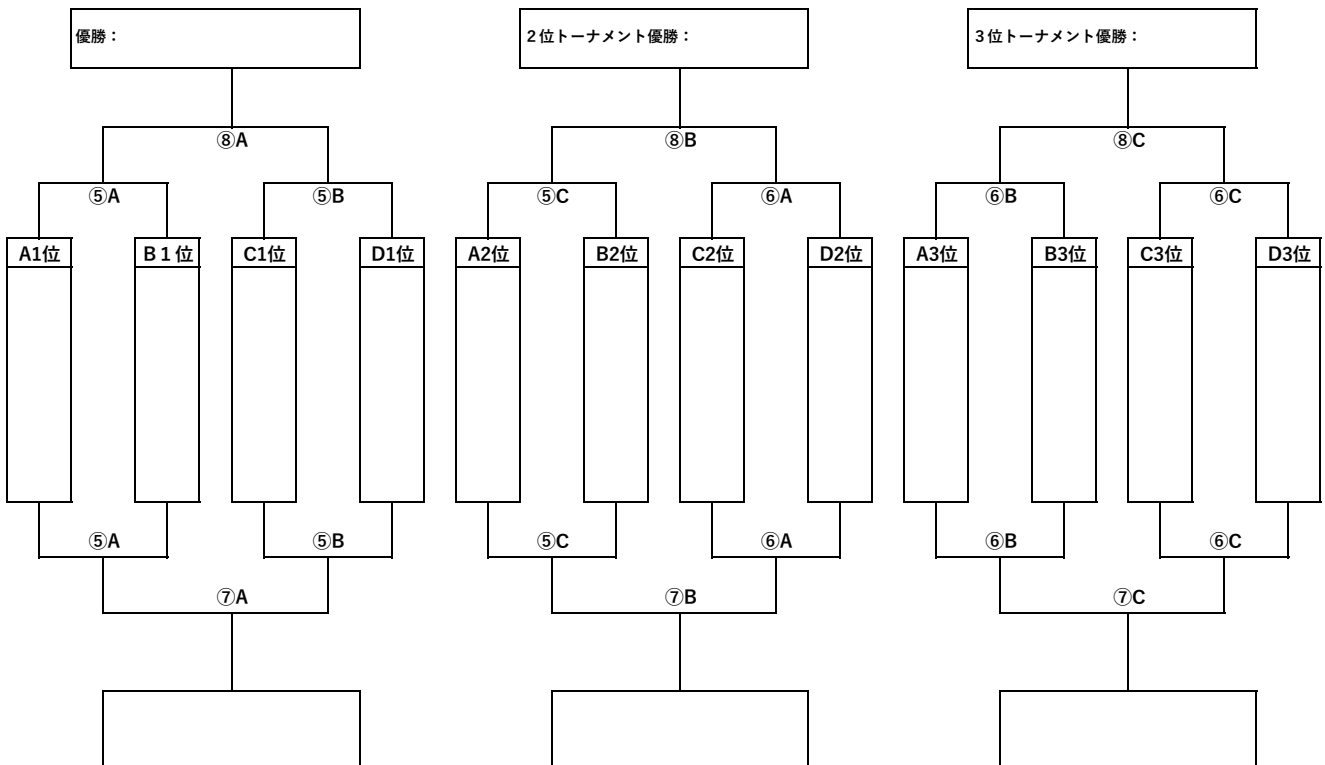 優勝：
２位トーナメント優勝：
３位トーナメント優勝：
⑧A
⑧B
⑧C
⑤A
⑤B
⑤C
⑥A
⑥B
⑥C
A1位
B１位
C1位
D1位
A2位
B2位
C2位
D2位
A3位
B3位
C3位
D3位
⑤A
⑤B
⑤C
⑥A
⑥B
⑥C
⑦A
⑦B
⑦C